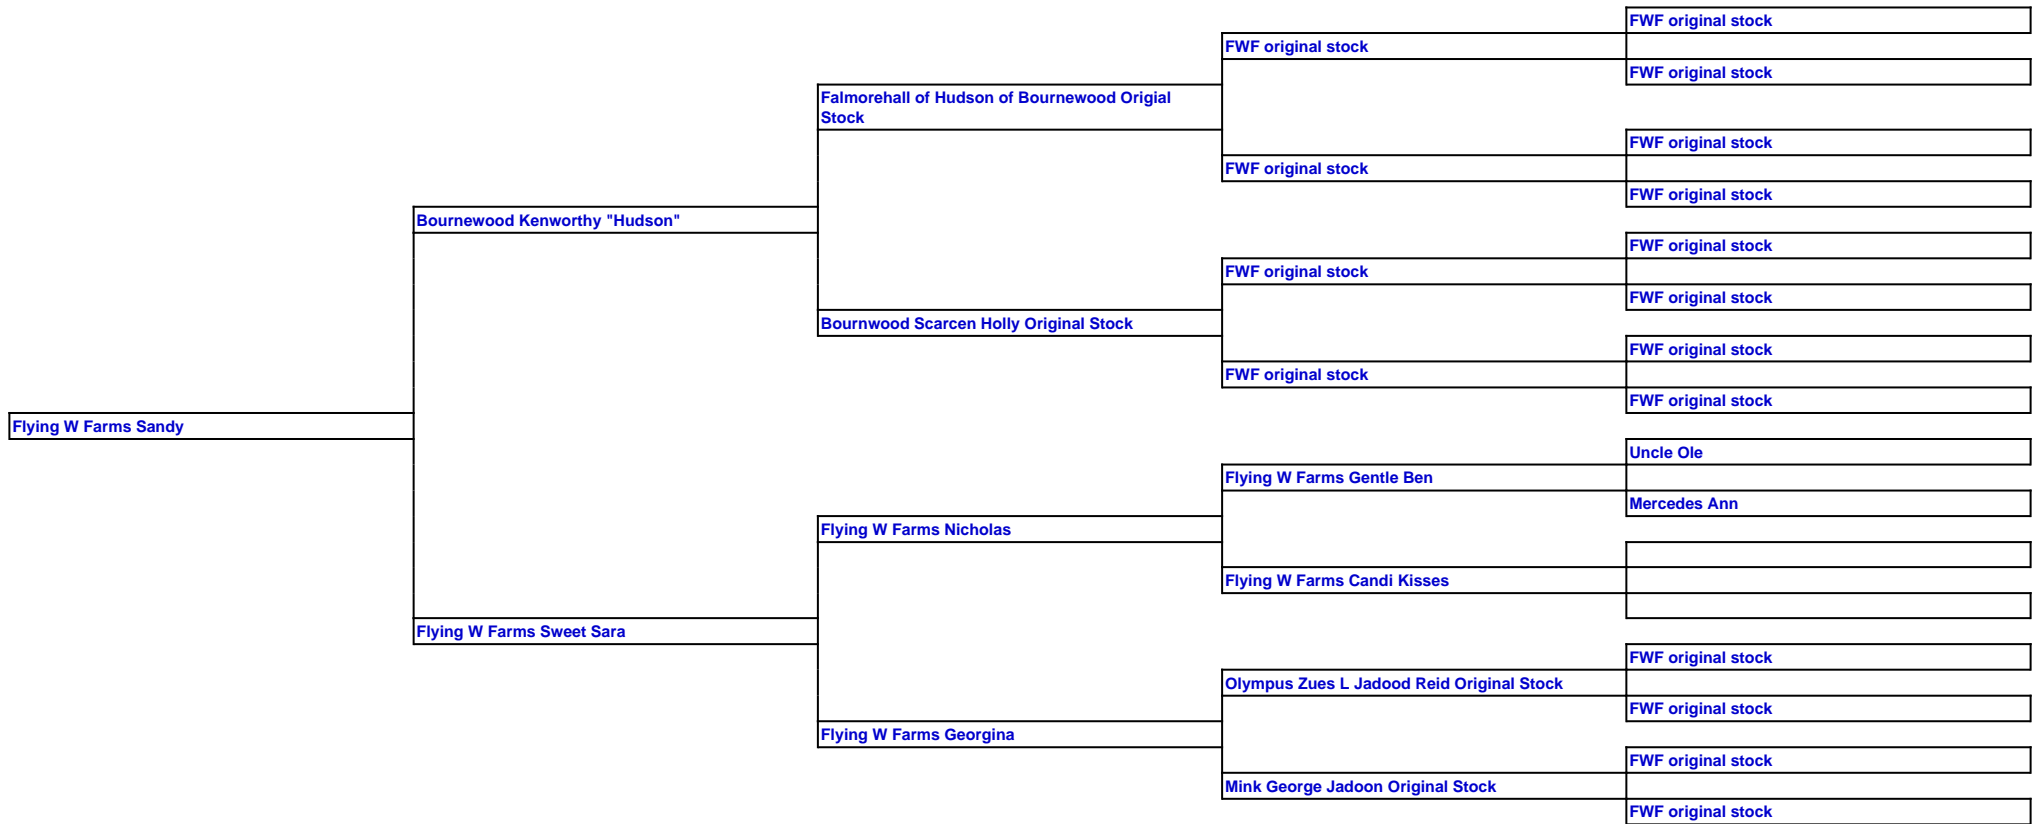 FWF original stock
FWF original stock
FWF original stock
Falmorehall of Hudson of Bournewood Origial
Stock
FWF original stock
FWF original stock
FWF original stock
Bournewood Kenworthy "Hudson"
FWF original stock
FWF original stock
FWF original stock
Bournwood Scarcen Holly Original Stock
FWF original stock
FWF original stock
FWF original stock
Flying W Farms Sandy
Uncle Ole
Flying W Farms Gentle Ben
Mercedes Ann
Flying W Farms Nicholas
Flying W Farms Candi Kisses
Flying W Farms Sweet Sara
FWF original stock
Olympus Zues L Jadood Reid Original Stock
FWF original stock
Flying W Farms Georgina
FWF original stock
Mink George Jadoon Original Stock
FWF original stock